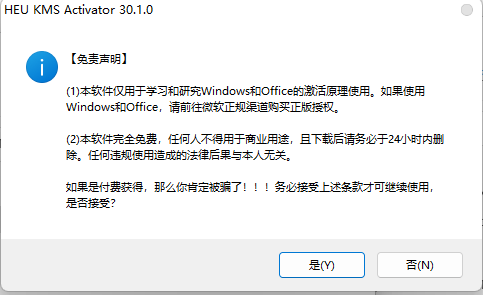 HEU KMS Activator 30.1.0
【免责声明】
(1)本软件仅用于学习和研究Windows和Office的激活原理使用。如果使用
Windows和Office，请前往微软正规渠道购买正版授权。
(2)本软件完全免费，任何人不得用于商业用途，且下载后请务必于24小时内删
除。任何违规使用造成的法律后果与本人无关。
如果是付费获得，那么你肯定被骗了！！！务必接受上述条款才可继续使用，
是否接受？
是(Y)
否(N)